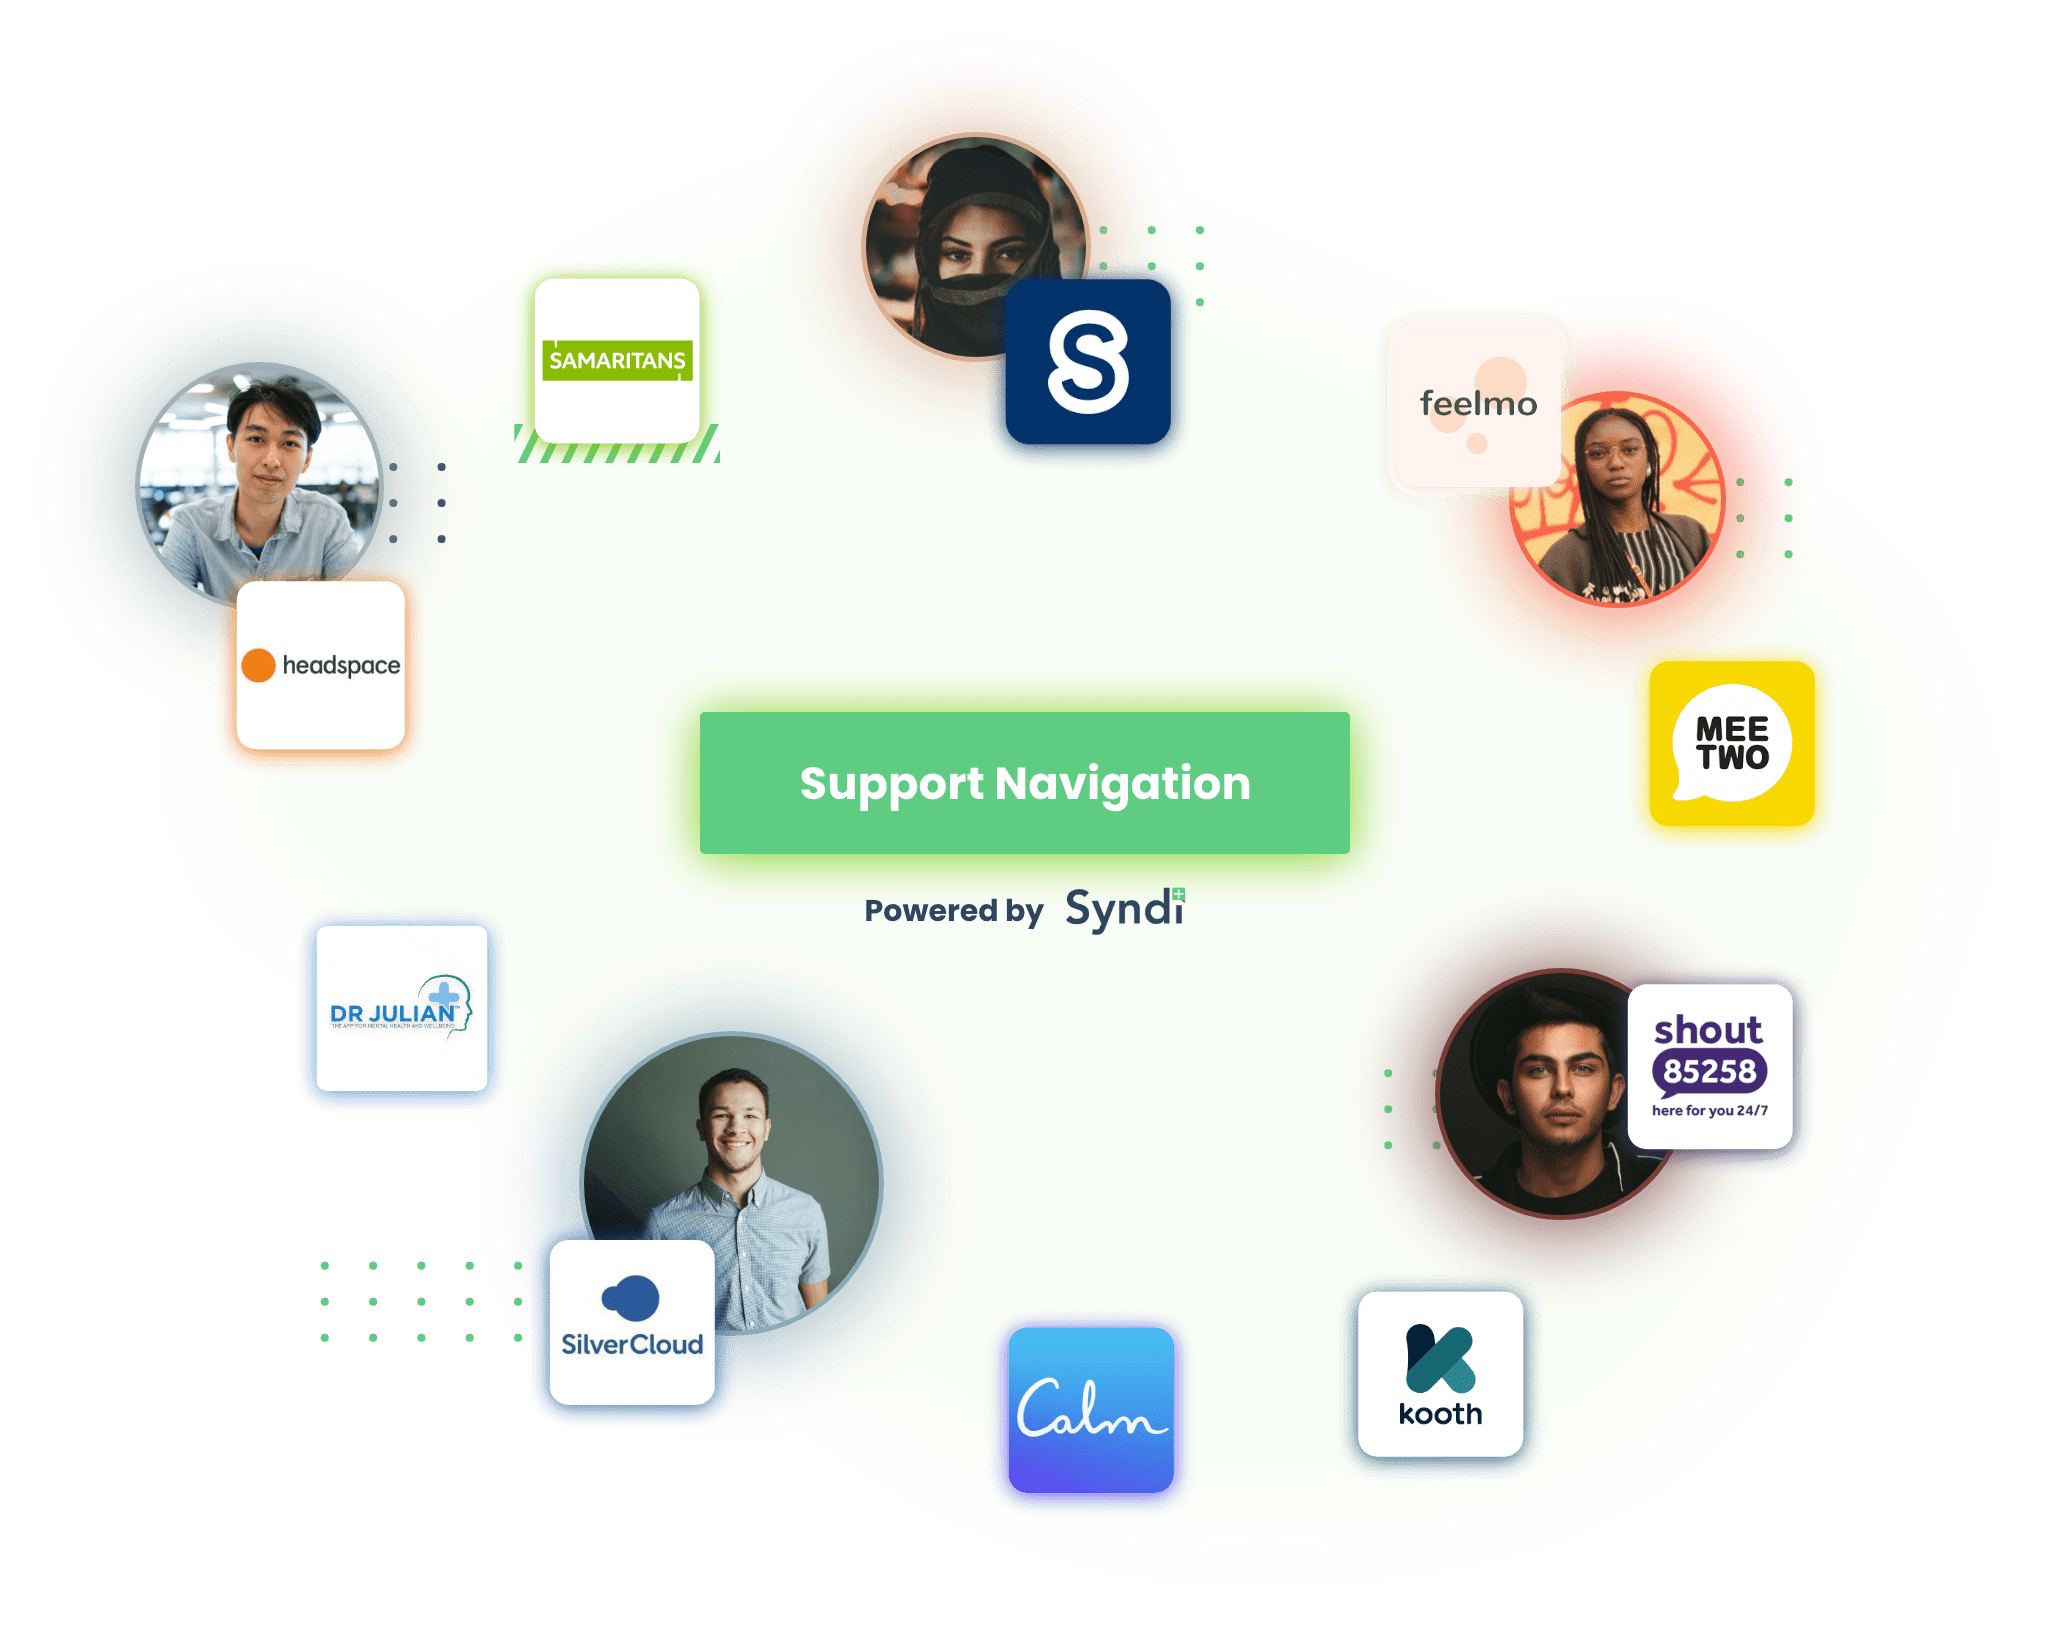 SAMARITANS
S
feelmo
headspace
MEE
TWO
Support Navigation
Powered by Syndi
DR JULIAN™
THE APP FOR MENTAL HEALTH AND WELLBEING
shout
85258
here for you 24/7
SilverCloud
Calm
kooth